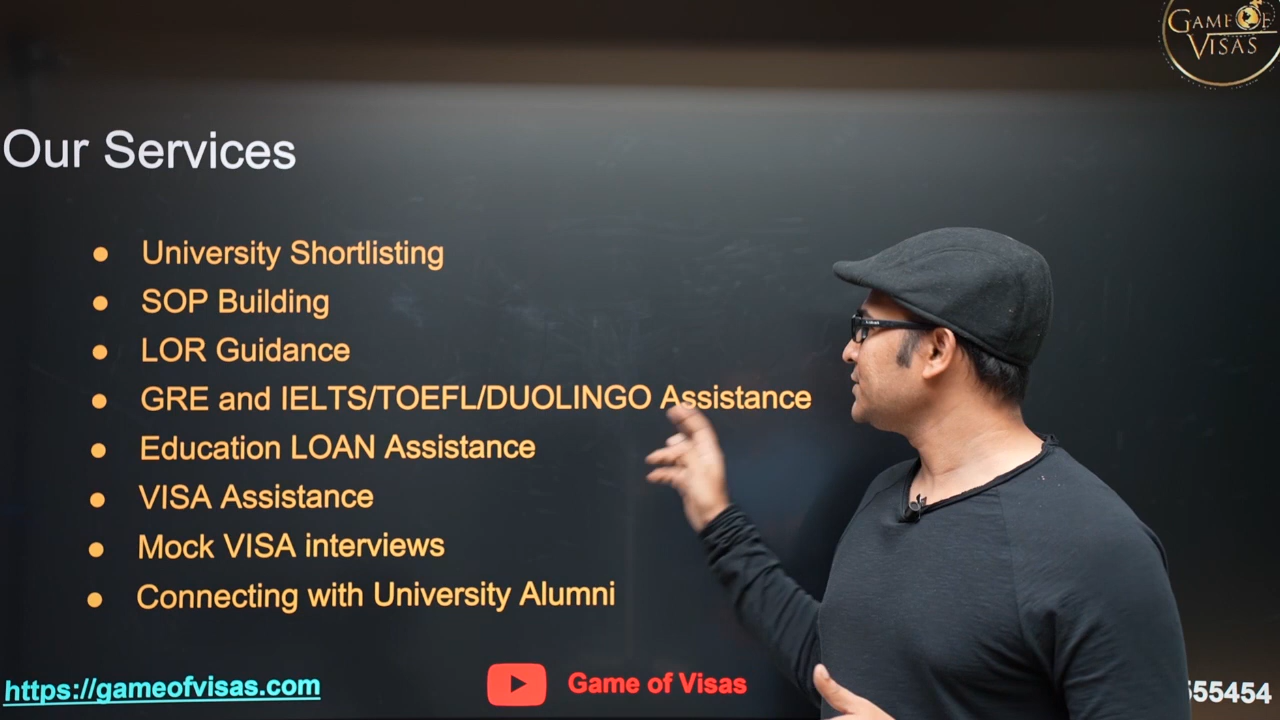 GAME OF
VISAS
Our Services
University Shortlisting
SOP Building
LOR Guidance
GRE and IELTS/TOEFL/DUOLINGO Assistance
Education LOAN Assistance
VISA Assistance
Mock VISA interviews
Connecting with University Alumni
https://gameofvisas.com
Game of Visas
555454